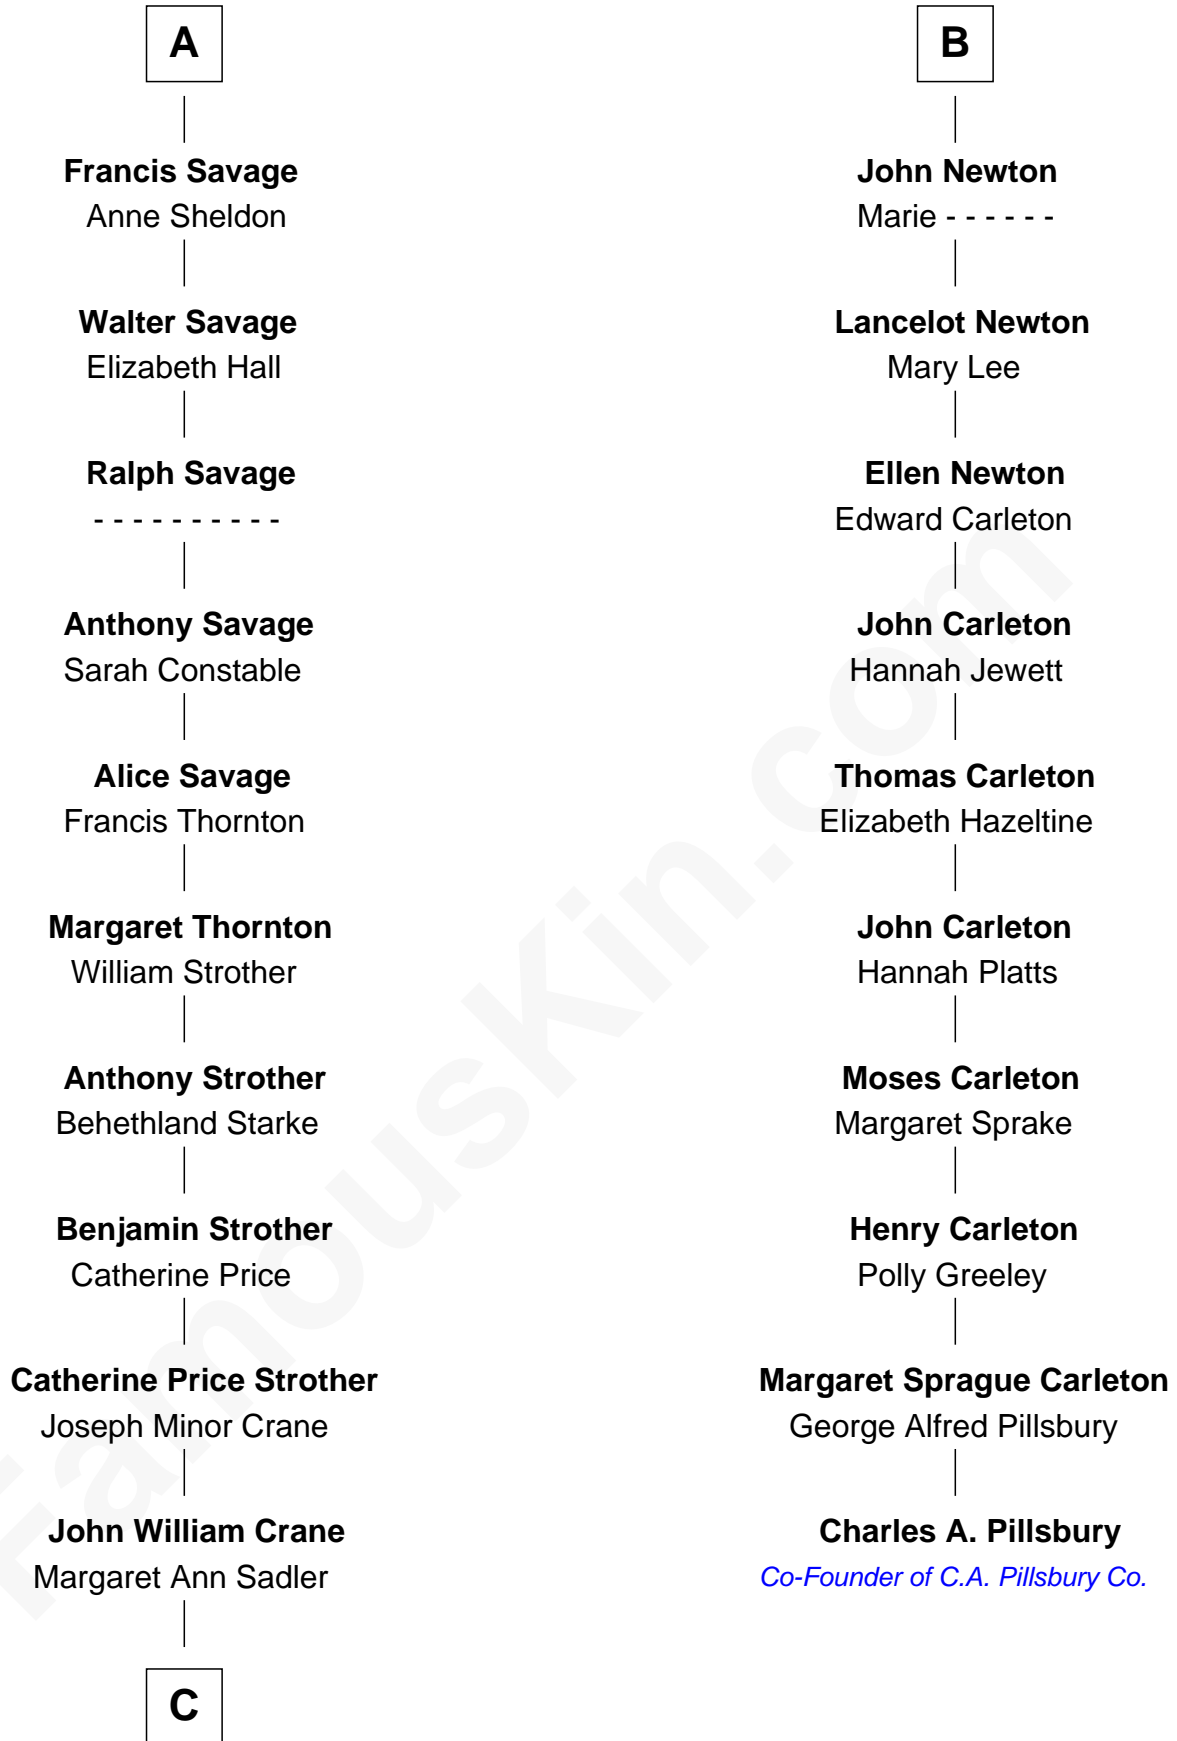 A
Francis Savage
Anne Sheldon
Walter Savage
Elizabeth Hall
Ralph Savage
- - - - - - - - - -
Anthony Savage
Sarah Constable
Alice Savage
Francis Thornton
Margaret Thornton
William Strother
Anthony Strother
Behethland Starke
Benjamin Strother
Catherine Price
Catherine Price Strother
Joseph Minor Crane
John William Crane
Margaret Ann Sadler
C
B
John Newton
Marie - - - - - -
Lancelot Newton
Mary Lee
Ellen Newton
Edward Carleton
John Carleton
Hannah Jewett
Thomas Carleton
Elizabeth Hazeltine
John Carleton
Hannah Platts
Moses Carleton
Margaret Sprake
Henry Carleton
Polly Greeley
Margaret Sprague Carleton
George Alfred Pillsbury
Charles A. Pillsbury
Co-Founder of C.A. Pillsbury Co.
FamousKin.com